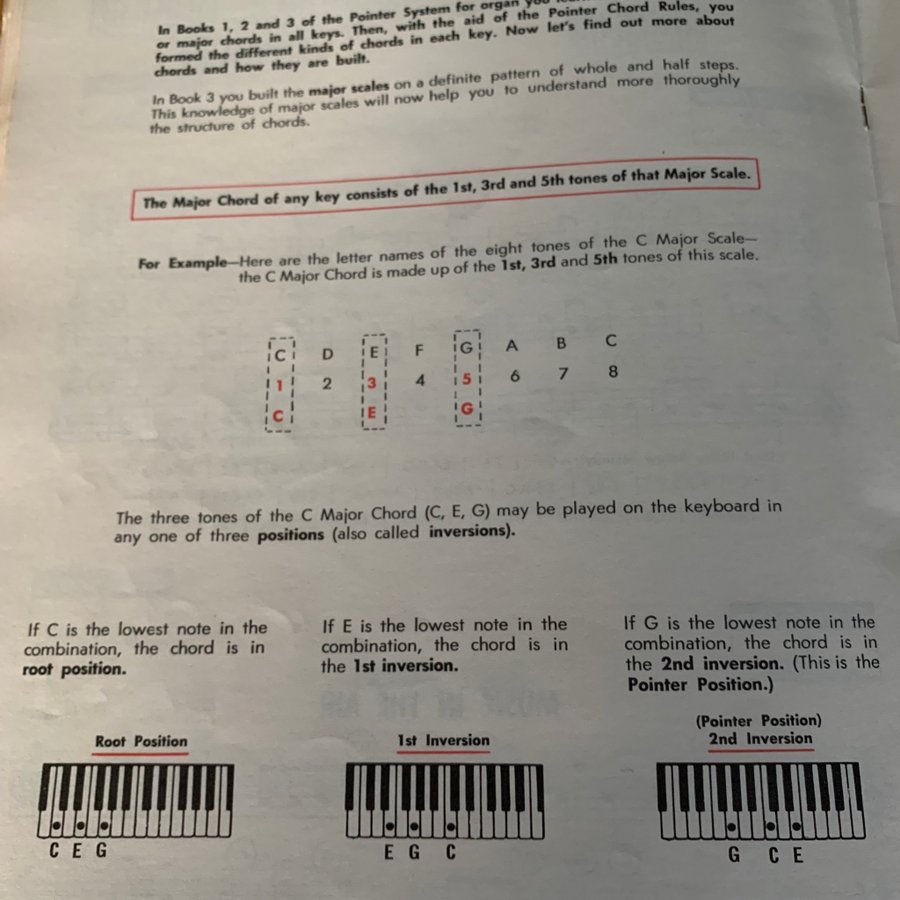 In Books 1, 2 and 3 of the Pointer System for organ you
or major chords in all keys. Then, with the aid of the Pointer Chord Rules, you
formed the different kinds of chords in each key. Now let's find out more about
chords and how they are built.
In Book 3 you built the major scales on a definite pattern of whole and half steps.
This knowledge of major scales will now help you to understand more thoroughly
the structure of chords.
The Major Chord of any key consists of the 1st, 3rd and 5th tones of that Major Scale.
For Example—Here are the letter names of the eight tones of the C Major Scale—
the C Major Chord is made up of the 1st, 3rd and 5th tones of this scale.
C D E F G A B C
1 2 3 4 5 6 7 8
C E G
The three tones of the C Major Chord (C, E, G) may be played on the keyboard in
any one of three positions (also called inversions).
If C is the lowest note in the
combination, the chord is in
root position.
If E is the lowest note in the
combination, the chord is in
the 1st inversion.
If G is the lowest note in the
combination, the chord is in
the 2nd inversion. (This is the
Pointer Position.)
Root Position
C E G
1st Inversion
E G C
(Pointer Position)
2nd Inversion
G C E